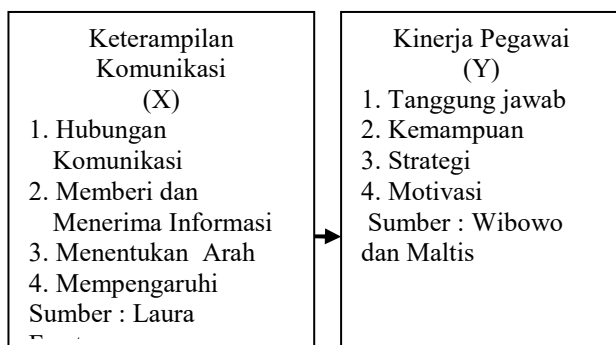 Keterampilan
Komunikasi
(X)
1. Hubungan
Komunikasi
2. Memberi dan
Menerima Informasi
3. Menentukan Arah
4. Mempengaruhi
Sumber : Laura
Kinerja Pegawai
(Y)
1. Tanggung jawab
2. Kemampuan
3. Strategi
4. Motivasi
Sumber : Wibowo
dan Maltis